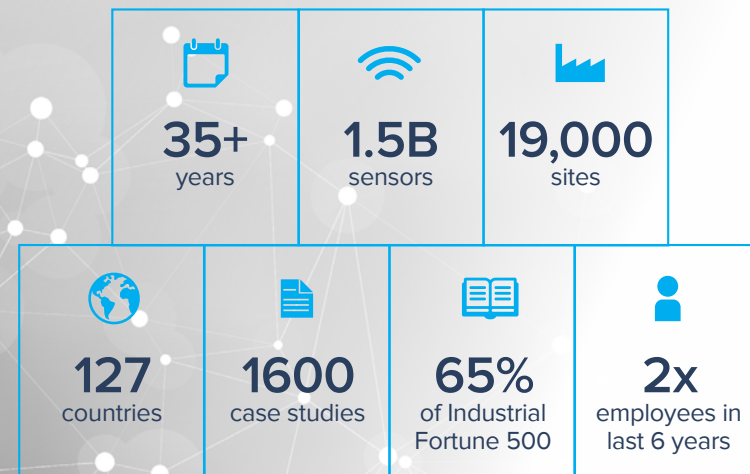 35+
years
1.5B
sensors
19,000
sites
127
countries
1600
case studies
65%
of Industrial
Fortune 500
2x
employees in
last 6 years